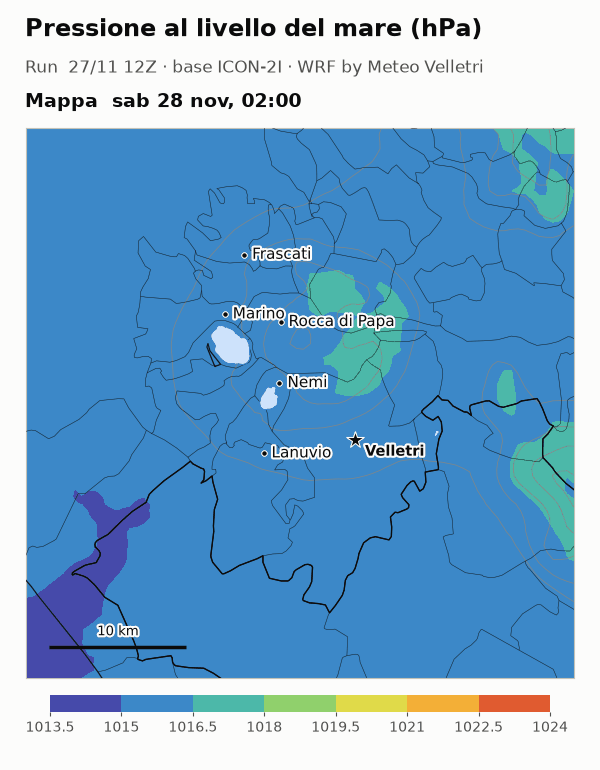 Pressione al livello del mare (hPa)
Run  27/11 12Z · base ICON-2I · WRF by Meteo Velletri
Mappa  sab 28 nov, 02:00
Frascati
Marino
Rocca di Papa
Nemi
Velletri
Lanuvio
10 km
1013.5 1015 1016.5 1018 1019.5 1021 1022.5 1024